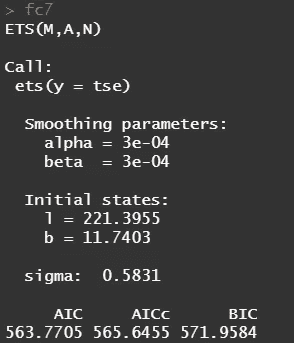 > fc7
ETS(M,A,N)
Call:
ets(y = tse)
Smoothing parameters:
alpha = 3e-04
beta  = 3e-04
Initial states:
l = 221.3955
b = 11.7403
sigma:  0.5831
AIC     AICc      BIC
563.7705 565.6455 571.9584